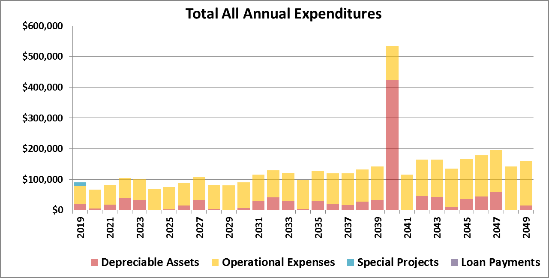 Total All Annual Expenditures
$600,000
$500,000
$400,000
$300,000
$200,000
$100,000
$0
2019 2021 2023 2025 2027 2029 2031 2033 2035 2037 2039 2041 2043 2045 2047 2049
Depreciable Assets Operational Expenses Special Projects Loan Payments